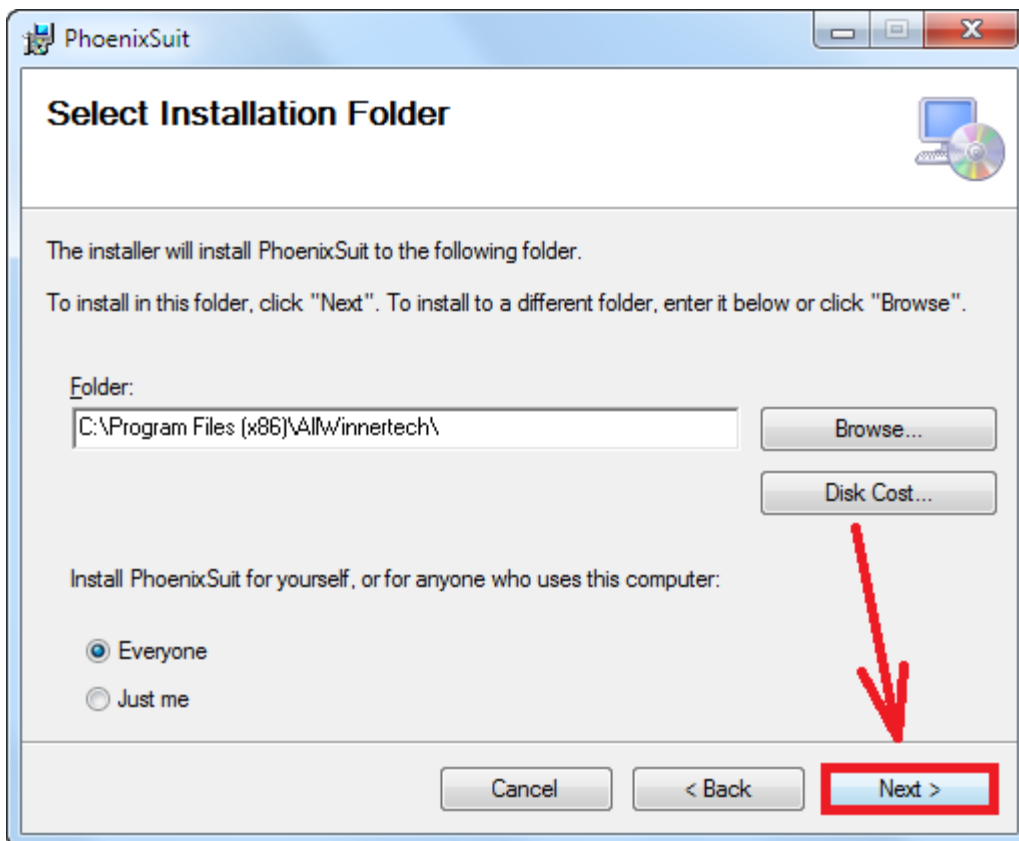 PhoenixSuit
Select Installation Folder
The installer will install PhoenixSuit to the following folder.
To install in this folder, click "Next". To install to a different folder, enter it below or click "Browse".
Folder:
C:\Program Files (x86)\AllWinnertech\
Browse...
Disk Cost...
Install PhoenixSuit for yourself, or for anyone who uses this computer:
Everyone
Just me
Cancel
< Back
Next >